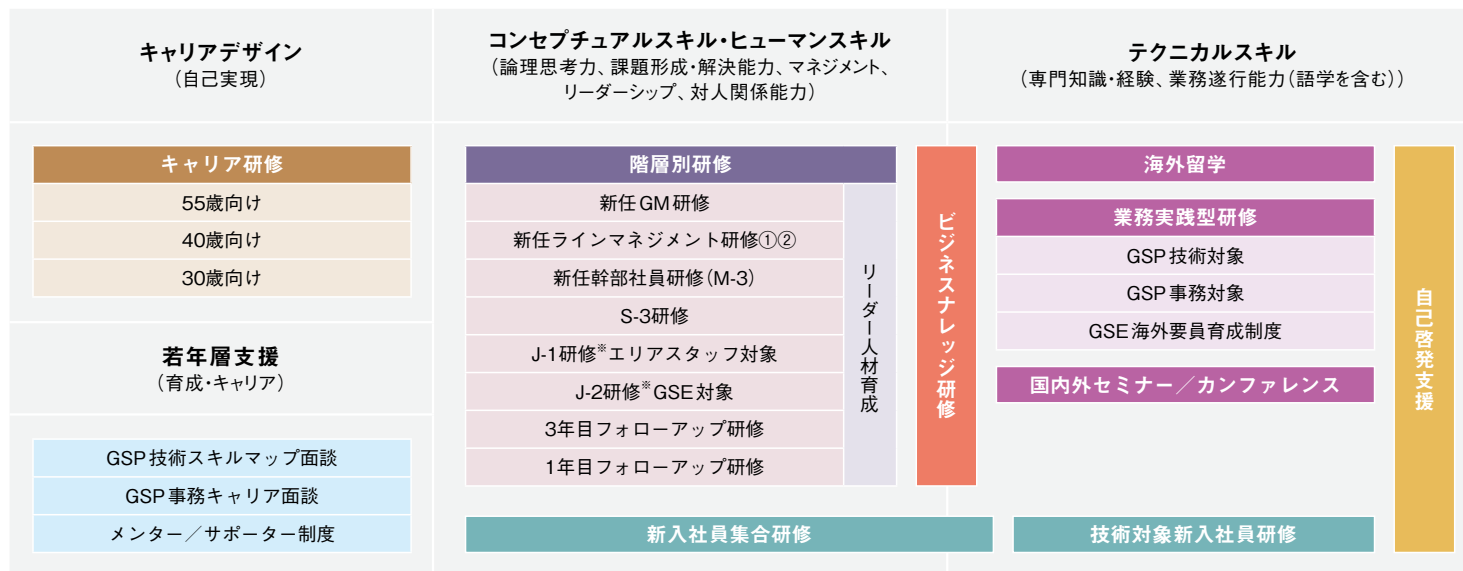 キャリアデザイン
（自己実現）
キャリア研修
55歳向け
40歳向け
30歳向け
若年層支援
（育成・キャリア）
GSP技術スキルマップ面談
GSP事務キャリア面談
メンター／サポーター制度
コンセプチュアルスキル・ヒューマンスキル
（論理思考力、課題形成・解決能力、マネジメント、
リーダーシップ、対人関係能力）
階層別研修
新任GM研修
新任ラインマネジメント研修①②
新任幹部社員研修（M-3）
S-3研修
J-1研修※エリアスタッフ対象
J-2研修※GSE対象
3年目フォローアップ研修
1年目フォローアップ研修
リーダー人材育成
ビジネスナレッジ研修
新入社員集合研修
テクニカルスキル
（専門知識・経験、業務遂行能力（語学を含む））
海外留学
業務実践型研修
GSP技術対象
GSP事務対象
GSE海外要員育成制度
国内外セミナー／カンファレンス
技術対象新入社員研修
自己啓発支援